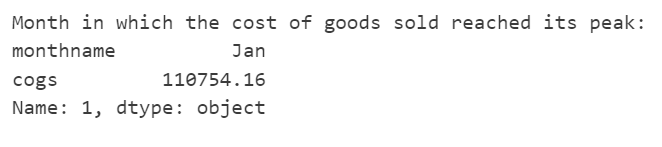 Month in which the cost of goods sold reached its peak:
monthname Jan
cogs 110754.16
Name: 1, dtype: object